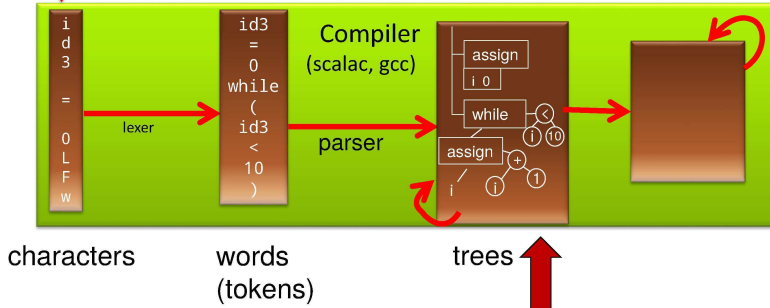 i
d
3
=
0
L
F
w
lexer
id3
=
0
while
(
id3
<
10
)
Compiler
(scalac, gcc)
parser
assign
i 0
while
<
i
10
assign
+
i
i
1
characters
words
(tokens)
trees